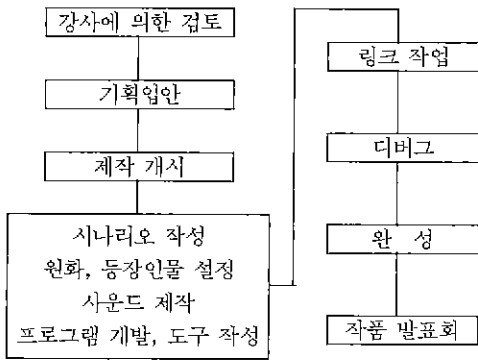 강사에 의한 검토
기획입안
제작 개시
시나리오 작성
원화, 등장인물 설정
사운드 제작
프로그램 개발, 도구 작성
링크 작업
디버그
완 성
작품 발표회